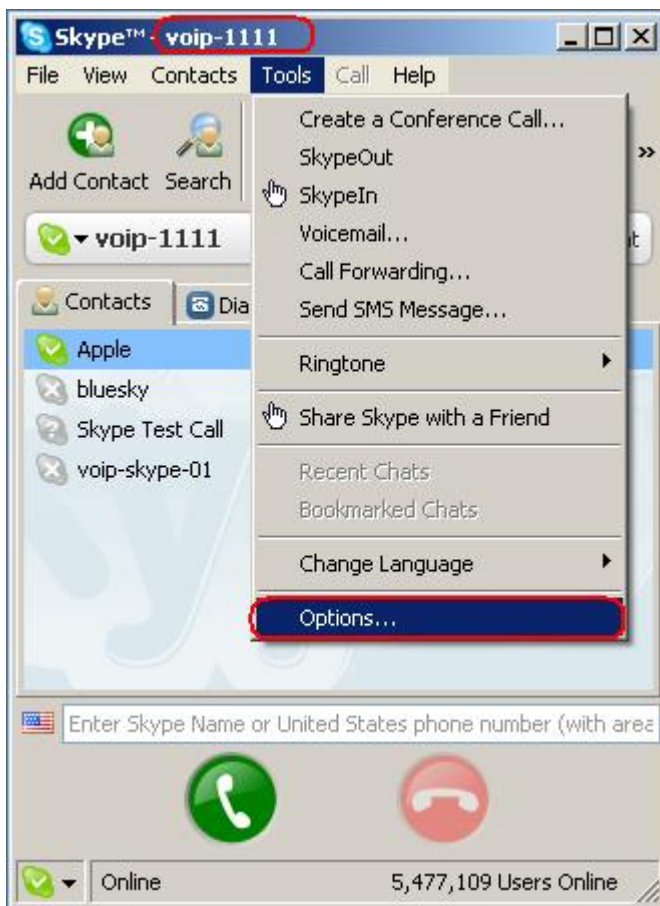 Skype™ - voip-1111
File View Contacts Tools Call Help
Add Contact Search
»
voip-1111
Contacts Dia
Apple
bluesky
Skype Test Call
voip-skype-01
Create a Conference Call...
SkypeOut
SkypeIn
Voicemail...
Call Forwarding...
Send SMS Message...
Ringtone
Share Skype with a Friend
Recent Chats
Bookmarked Chats
Change Language
Options...
Enter Skype Name or United States phone number (with area
Online 5,477,109 Users Online